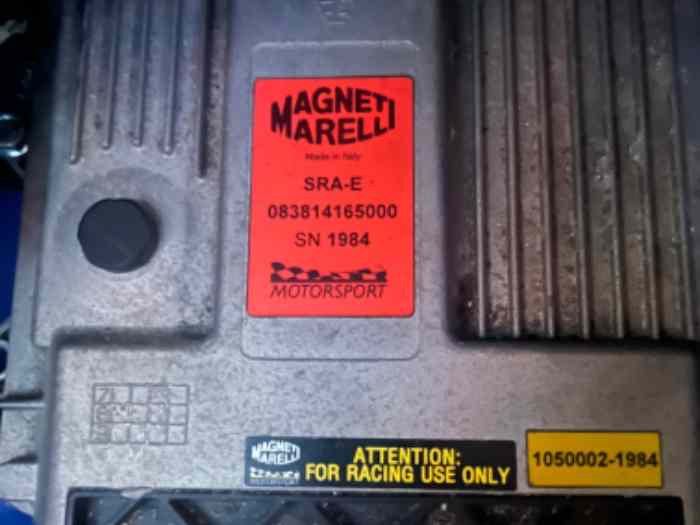 MAGNETI
MARELLI
Made in Italy
SRA-E
083814165000
SN 1984
MOTORSPORT
MAGNETI
MARELLI
MOTORSPORT
ATTENTION:
FOR RACING USE ONLY
1050002-1984